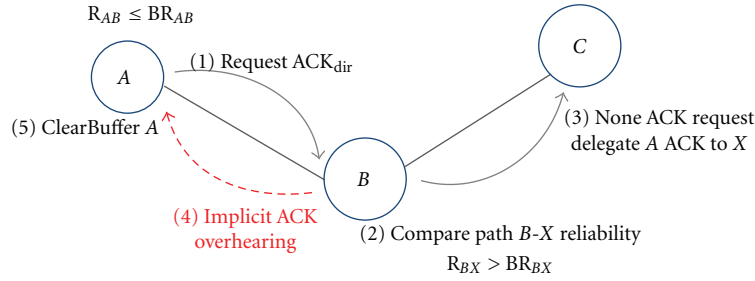 R_AB ≤ BR_AB
A
C
(1) Request ACK_dir
(5) ClearBuffer A
(3) None ACK request
delegate A ACK to X
B
(4) Implicit ACK
overhearing
(2) Compare path B-X reliability
R_BX > BR_BX